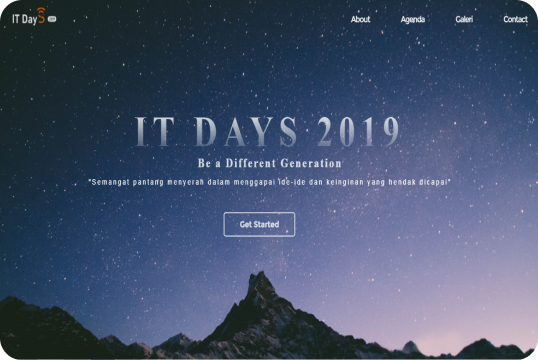 IT DayS
About
Agenda
Galeri
Contact
IT DAYS 2019
Be a Different Generation
"Semangat pantang menyerah dalam menggapai ide-ide dan keinginan yang hendak dicapai"
Get Started